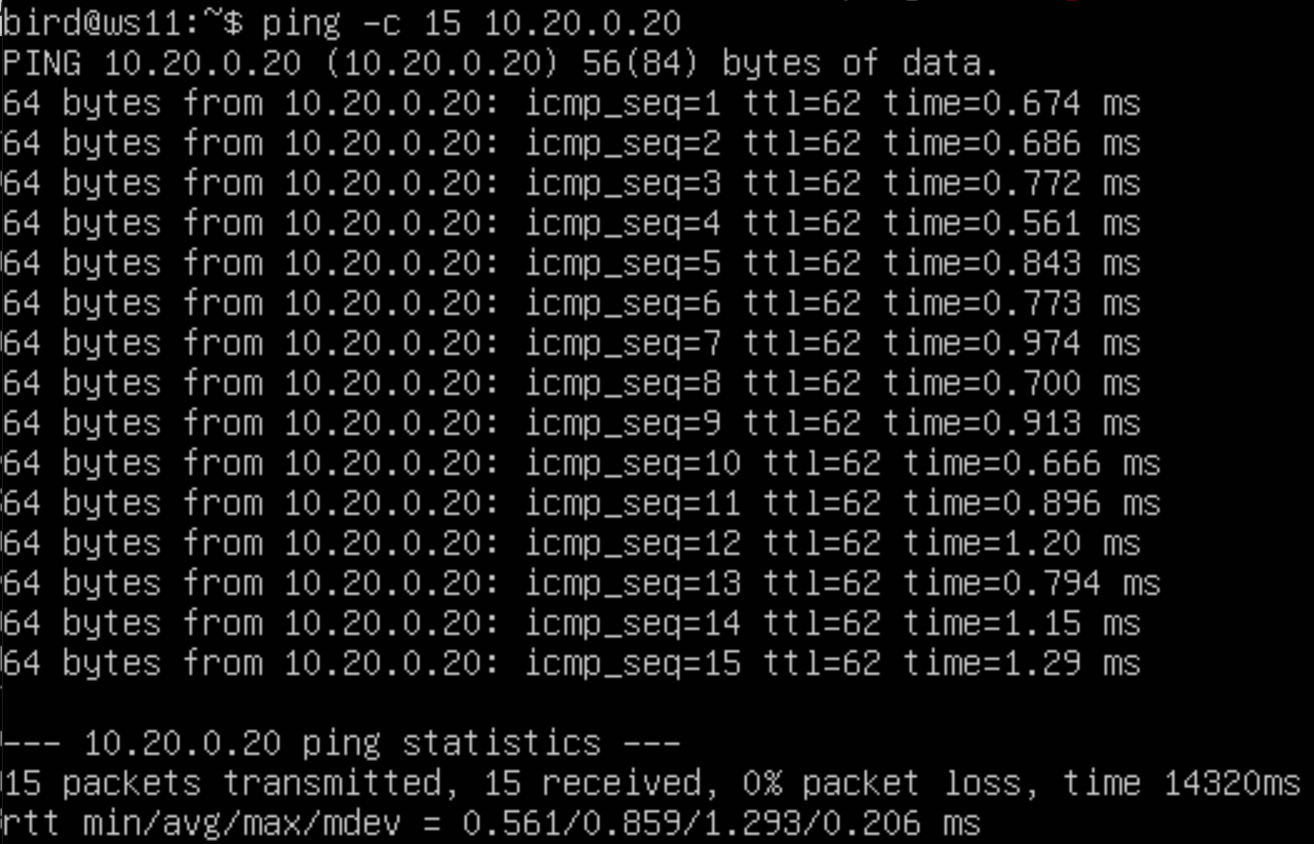 bird@ws11:~$ ping -c 15 10.20.0.20
PING 10.20.0.20 (10.20.0.20) 56(84) bytes of data.
64 bytes from 10.20.0.20: icmp_seq=1 ttl=62 time=0.674 ms
64 bytes from 10.20.0.20: icmp_seq=2 ttl=62 time=0.686 ms
64 bytes from 10.20.0.20: icmp_seq=3 ttl=62 time=0.772 ms
64 bytes from 10.20.0.20: icmp_seq=4 ttl=62 time=0.561 ms
64 bytes from 10.20.0.20: icmp_seq=5 ttl=62 time=0.843 ms
64 bytes from 10.20.0.20: icmp_seq=6 ttl=62 time=0.773 ms
64 bytes from 10.20.0.20: icmp_seq=7 ttl=62 time=0.974 ms
64 bytes from 10.20.0.20: icmp_seq=8 ttl=62 time=0.700 ms
64 bytes from 10.20.0.20: icmp_seq=9 ttl=62 time=0.913 ms
64 bytes from 10.20.0.20: icmp_seq=10 ttl=62 time=0.666 ms
64 bytes from 10.20.0.20: icmp_seq=11 ttl=62 time=0.896 ms
64 bytes from 10.20.0.20: icmp_seq=12 ttl=62 time=1.20 ms
64 bytes from 10.20.0.20: icmp_seq=13 ttl=62 time=0.794 ms
64 bytes from 10.20.0.20: icmp_seq=14 ttl=62 time=1.15 ms
64 bytes from 10.20.0.20: icmp_seq=15 ttl=62 time=1.29 ms
--- 10.20.0.20 ping statistics ---
15 packets transmitted, 15 received, 0% packet loss, time 14320ms
rtt min/avg/max/mdev = 0.561/0.859/1.293/0.206 ms